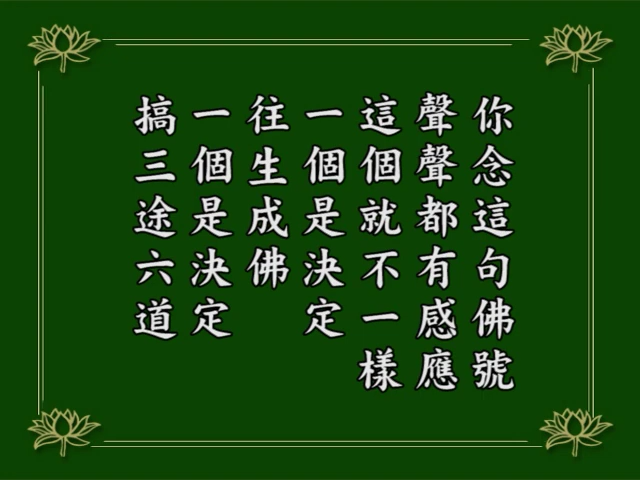 你念這句佛號
聲聲都有感應
這個就不一樣
一個是決定
往生成佛
一個是決定
搞三途六道